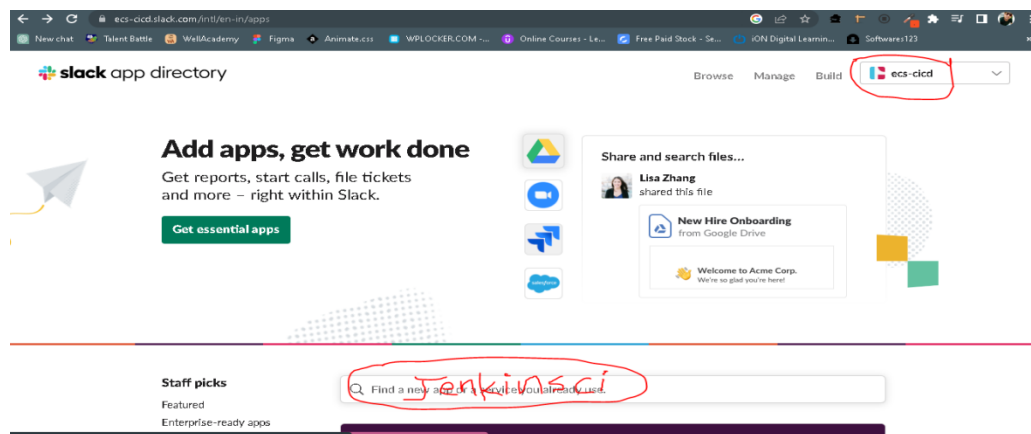 ecs-cicd.slack.com/intl/en-in/apps
New chat Talent Battle WellAcademy Figma Animate.css WPLOCKER.COM -... Online Courses - Le... Free Paid Stock - Se... iON Digital Learnin... Softwares123
slack app directory
Browse Manage Build ecs-cicd
Add apps, get work done
Get reports, start calls, file tickets
and more – right within Slack.
Get essential apps
Share and search files...
Lisa Zhang
shared this file
New Hire Onboarding
from Google Drive
Welcome to Acme Corp.
We're so glad you're here!
salesforce
Staff picks
Featured
Enterprise-ready apps
Find a new app or a service you already use.
Jenkinsci